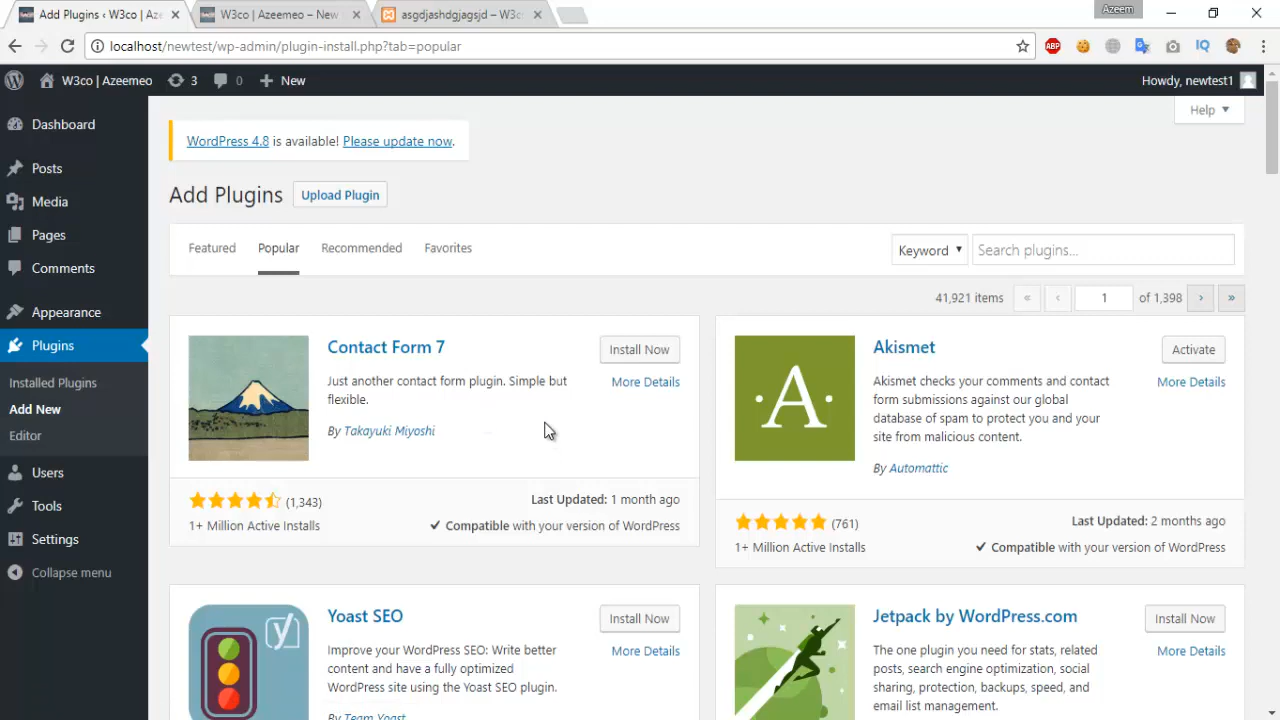 Add Plugins ‹ W3co | Az
W3co | Azeemeo – New
asgdjashdgjagsjd – W3c
Azeem
localhost/newtest/wp-admin/plugin-install.php?tab=popular
ABP
IQ
W3co | Azeemeo
3
0
New
Howdy, newtest1
Help
Dashboard
Posts
Media
Pages
Comments
Appearance
Plugins
Installed Plugins
Add New
Editor
Users
Tools
Settings
Collapse menu
WordPress 4.8 is available! Please update now.
Add Plugins
Upload Plugin
Featured
Popular
Recommended
Favorites
Keyword
Search plugins...
41,921 items
«
‹
1
of 1,398
›
»
Contact Form 7
Install Now
More Details
Just another contact form plugin. Simple but
flexible.
By Takayuki Miyoshi
(1,343)
1+ Million Active Installs
Last Updated: 1 month ago
Compatible with your version of WordPress
A
Akismet
Activate
More Details
Akismet checks your comments and contact
form submissions against our global
database of spam to protect you and your
site from malicious content.
By Automattic
(761)
1+ Million Active Installs
Last Updated: 2 months ago
Compatible with your version of WordPress
y
Yoast SEO
Install Now
More Details
Improve your WordPress SEO: Write better
content and have a fully optimized
WordPress site using the Yoast SEO plugin.
By Team Yoast
Jetpack by WordPress.com
Install Now
More Details
The one plugin you need for stats, related
posts, search engine optimization, social
sharing, protection, backups, speed, and
email list management.